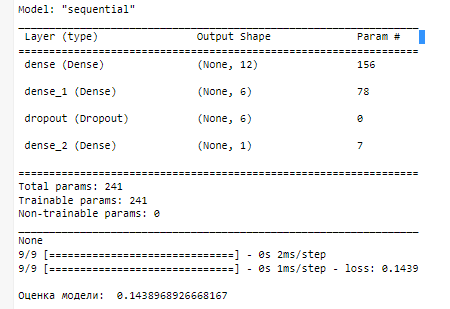 Model: "sequential"
_________________________________________________________________
Layer (type) Output Shape Param #
=================================================================
dense (Dense) (None, 12) 156
dense_1 (Dense) (None, 6) 78
dropout (Dropout) (None, 6) 0
dense_2 (Dense) (None, 1) 7
=================================================================
Total params: 241
Trainable params: 241
Non-trainable params: 0
_________________________________________________________________
None
9/9 [==============================] - 0s 2ms/step
9/9 [==============================] - 0s 1ms/step - loss: 0.1439
Оценка модели: 0.1438968926668167